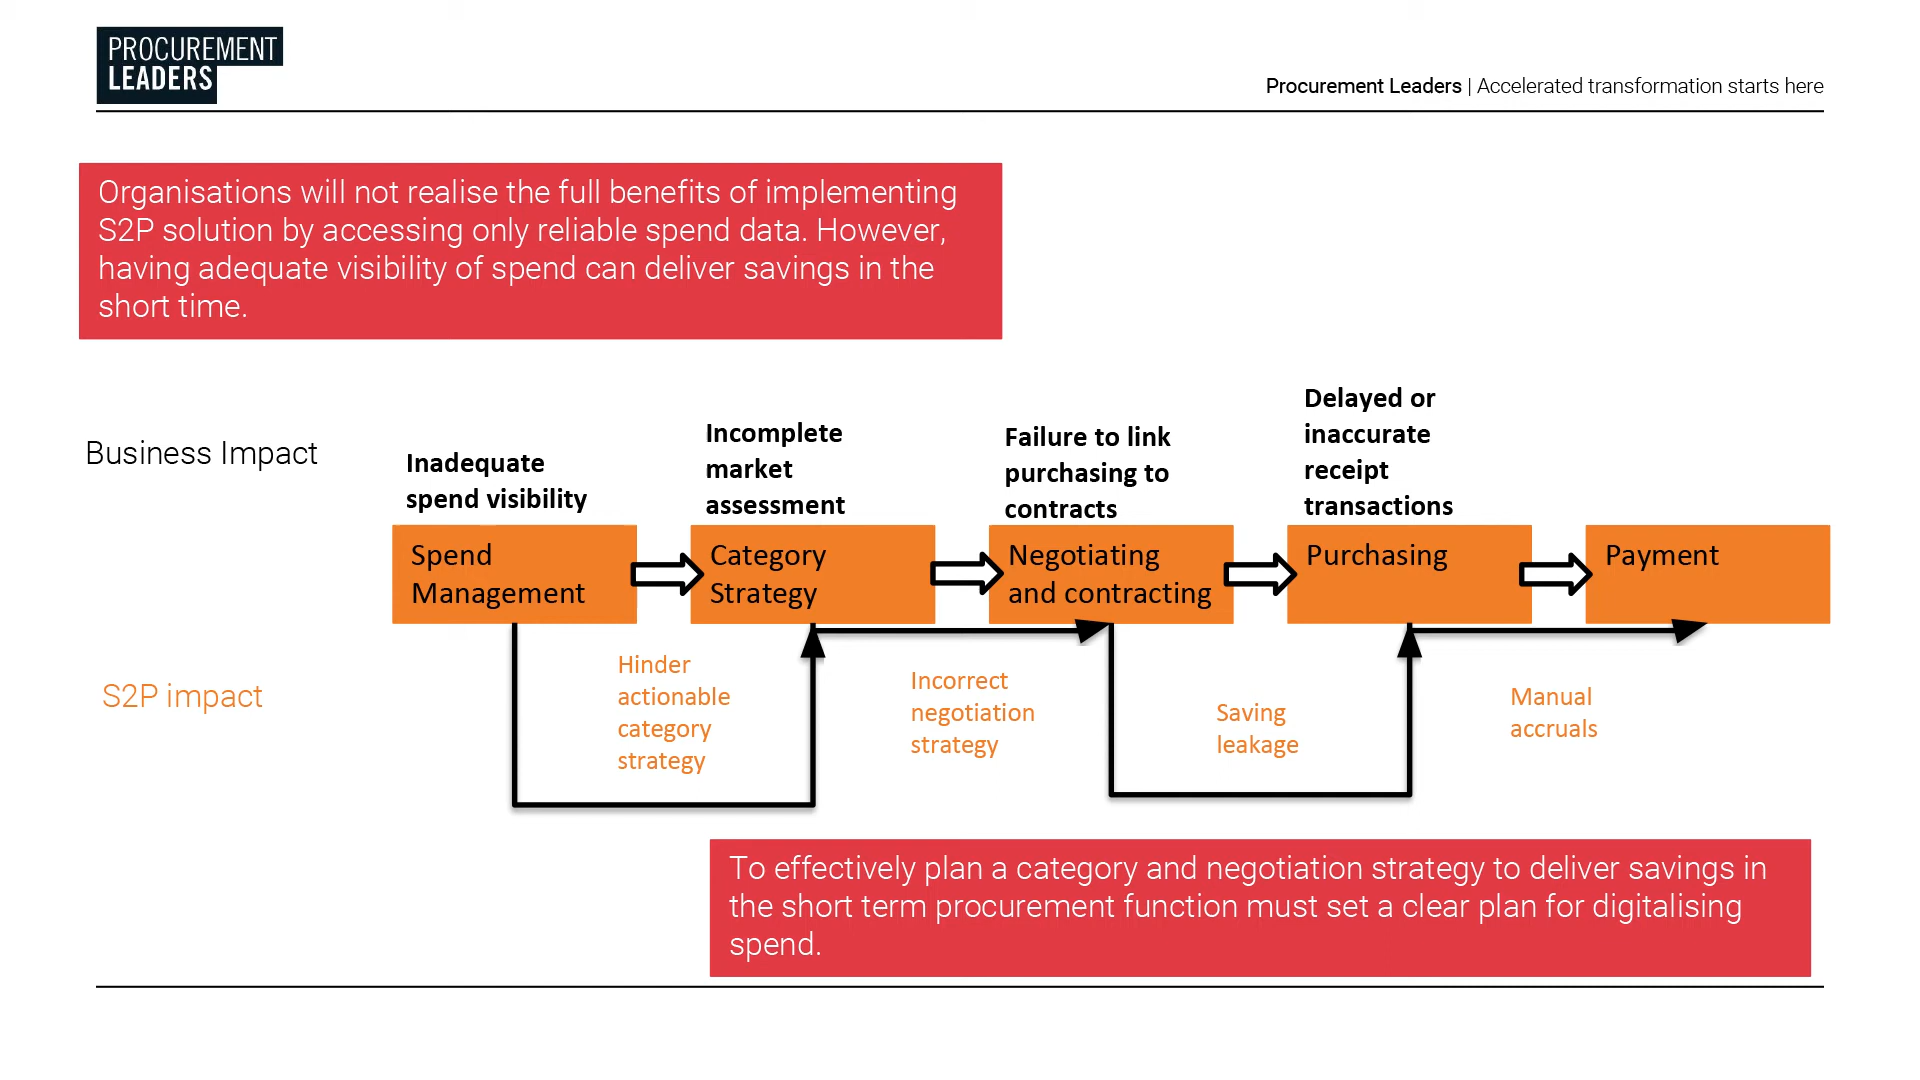 PROCUREMENT
LEADERS
Procurement Leaders | Accelerated transformation starts here
Organisations will not realise the full benefits of implementing
S2P solution by accessing only reliable spend data. However,
having adequate visibility of spend can deliver savings in the
short time.
Business Impact
Inadequate
spend visibility
Incomplete
market
assessment
Failure to link
purchasing to
contracts
Delayed or
inaccurate
receipt
transactions
Spend
Management
Category
Strategy
Negotiating
and contracting
Purchasing
Payment
S2P impact
Hinder
actionable
category
strategy
Incorrect
negotiation
strategy
Saving
leakage
Manual
accruals
To effectively plan a category and negotiation strategy to deliver savings in
the short term procurement function must set a clear plan for digitalising
spend.